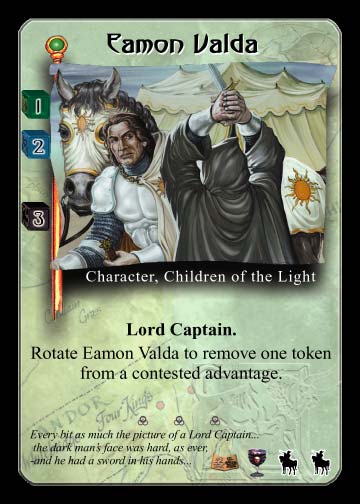 Eamon Valda
1
2
3
Character, Children of the Light
Lord Captain.
Rotate Eamon Valda to remove one token
from a contested advantage.
Four Kings
Every bit as much the picture of a Lord Captain...
the dark man's face was hard, as ever,
-and he had a sword in his hands...